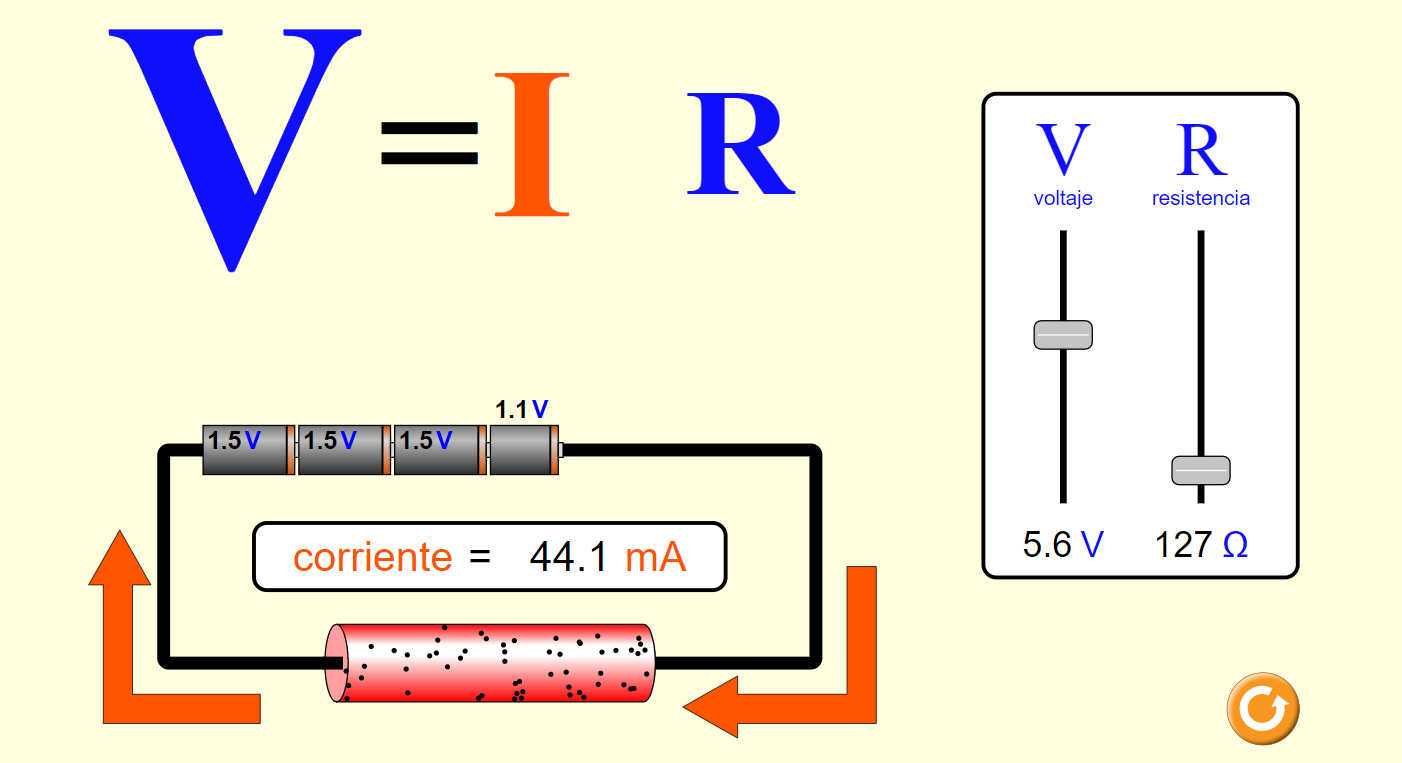 V = I R
V R
voltaje resistencia
5.6 V 127 Ω
1.1 V
1.5 V 1.5 V 1.5 V
corriente = 44.1 mA